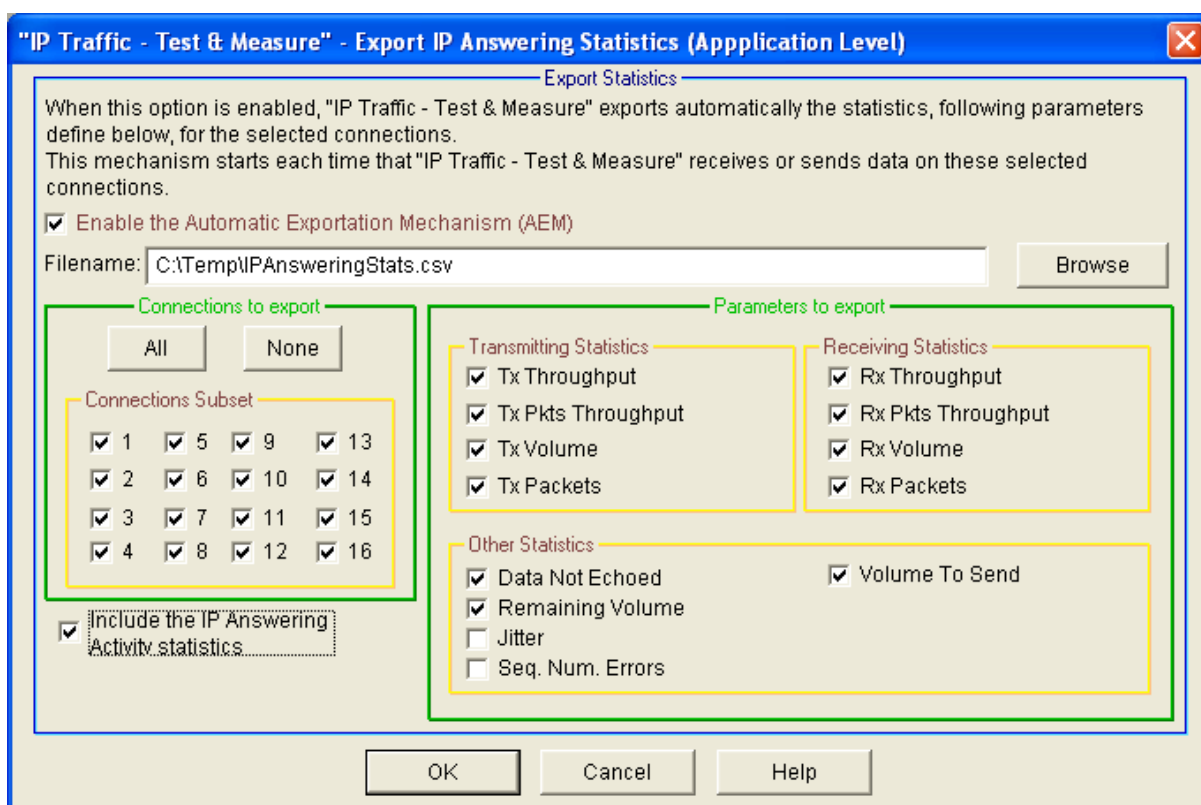 "IP Traffic - Test & Measure" - Export IP Answering Statistics (Appplication Level)
Export Statistics
When this option is enabled, "IP Traffic - Test & Measure" exports automatically the statistics, following parameters
define below, for the selected connections.
This mechanism starts each time that "IP Traffic - Test & Measure" receives or sends data on these selected
connections.
Enable the Automatic Exportation Mechanism (AEM)
Filename: C:\Temp\IPAnsweringStats.csv Browse
Connections to export
All None
Connections Subset
1 5 9 13
2 6 10 14
3 7 11 15
4 8 12 16
Include the IP Answering
Activity statistics
Parameters to export
Transmitting Statistics
Tx Throughput
Tx Pkts Throughput
Tx Volume
Tx Packets
Receiving Statistics
Rx Throughput
Rx Pkts Throughput
Rx Volume
Rx Packets
Other Statistics
Data Not Echoed Volume To Send
Remaining Volume
Jitter
Seq. Num. Errors
OK Cancel Help